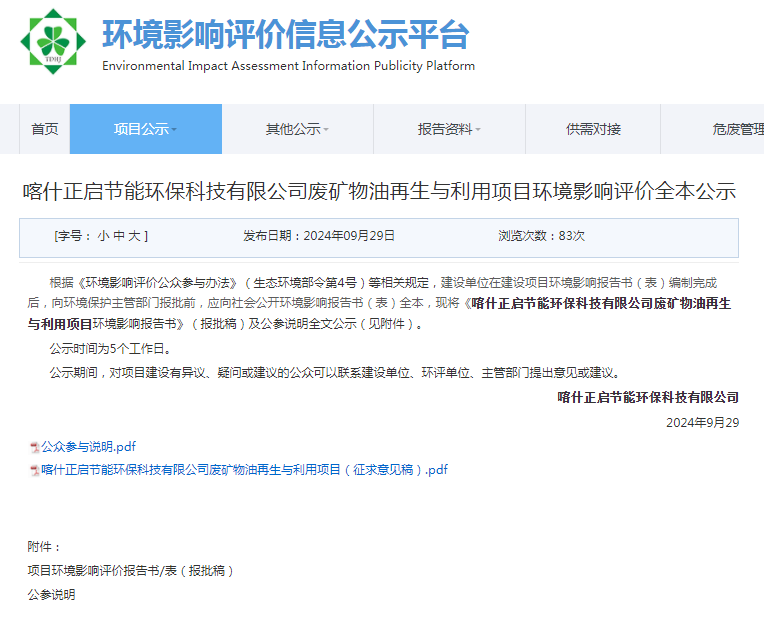 环境影响评价信息公示平台
TDHJ
Environmental Impact Assessment Information Publicity Platform
首页 项目公示 其他公示 报告资料 供需对接 危废管理
喀什正启节能环保科技有限公司废矿物油再生与利用项目环境影响评价全本公示
[字号： 小 中 大 ] 发布日期：2024年09月29日 浏览次数：83次
根据《环境影响评价公众参与办法》（生态环境部令第4号）等相关规定，建设单位在建设项目环境影响报告书（表）编制完成
后，向环境保护主管部门报批前，应向社会公开环境影响报告书（表）全本，现将《喀什正启节能环保科技有限公司废矿物油再生
与利用项目环境影响报告书》（报批稿）及公参说明全文公示（见附件）。
公示时间为5个工作日。
公示期间，对项目建设有异议、疑问或建议的公众可以联系建设单位、环评单位、主管部门提出意见或建议。
喀什正启节能环保科技有限公司
2024年9月29
公众参与说明.pdf
喀什正启节能环保科技有限公司废矿物油再生与利用项目（征求意见稿）.pdf
附件：
项目环境影响评价报告书/表（报批稿）
公参说明